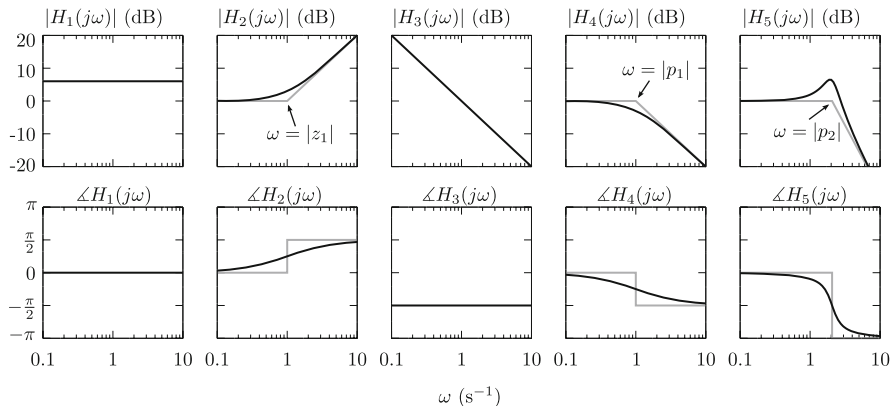 |H₁(jω)| (dB) |H₂(jω)| (dB) |H₃(jω)| (dB) |H₄(jω)| (dB) |H₅(jω)| (dB)
20
10
0
-10
-20
ω = |z₁|
ω = |p₁|
ω = |p₂|
∡H₁(jω) ∡H₂(jω) ∡H₃(jω) ∡H₄(jω) ∡H₅(jω)
π
π/2
0
−π/2
−π
0.1 1 10 0.1 1 10 0.1 1 10 0.1 1 10 0.1 1 10
ω (s⁻¹)